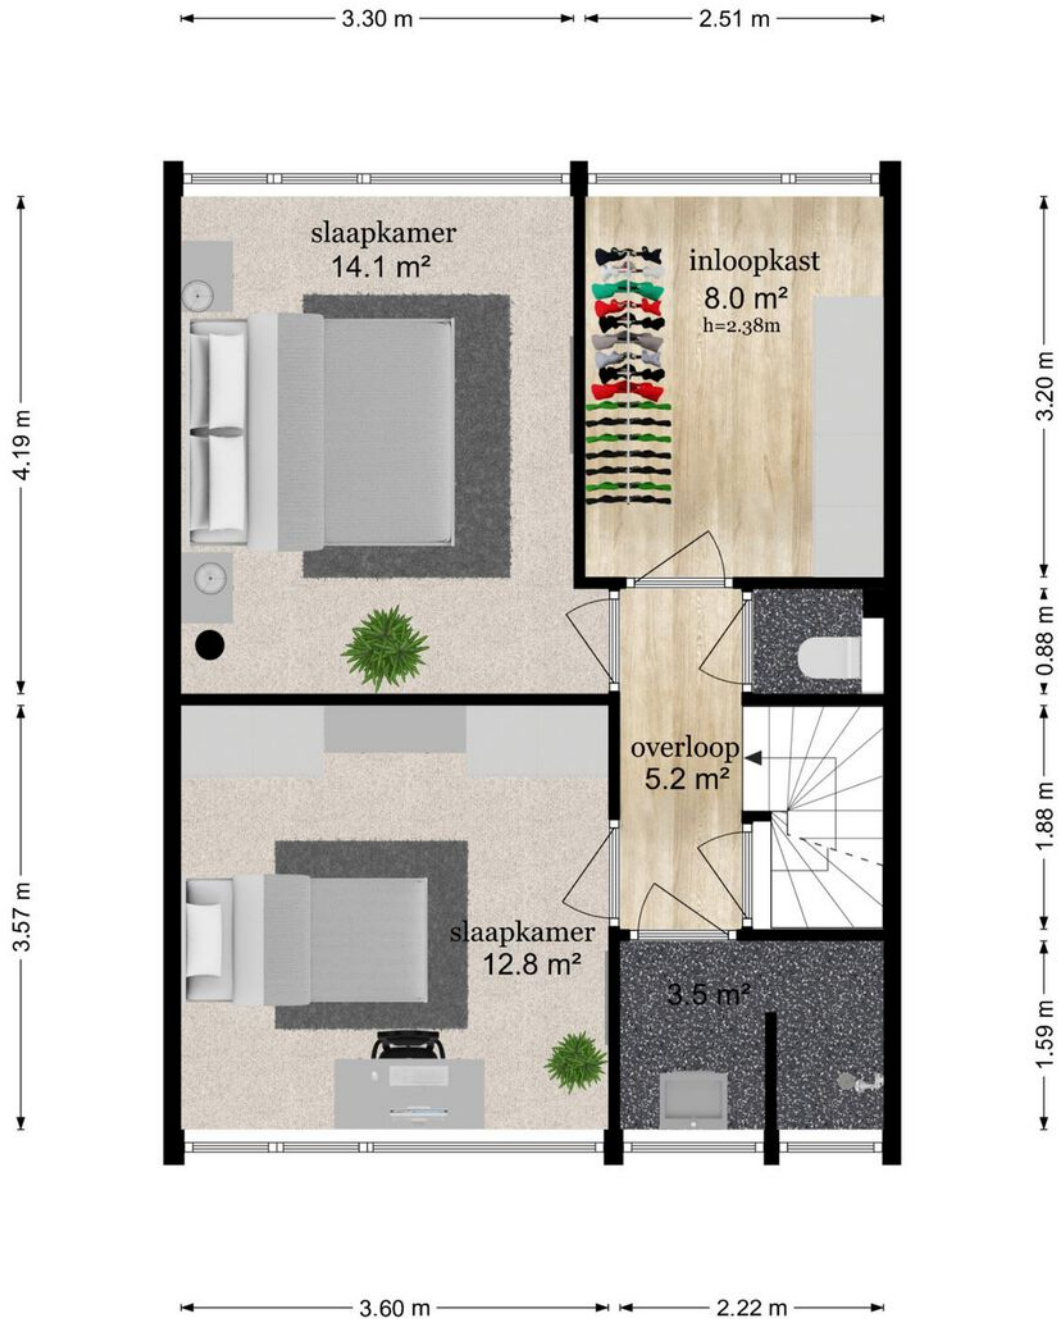 3.30 m
2.51 m
slaapkamer
14.1 m²
inloopkast
8.0 m²
h=2.38m
4.19 m
3.20 m
0.88 m
overloop
5.2 m²
1.88 m
3.57 m
slaapkamer
12.8 m²
3.5 m²
1.59 m
3.60 m
2.22 m